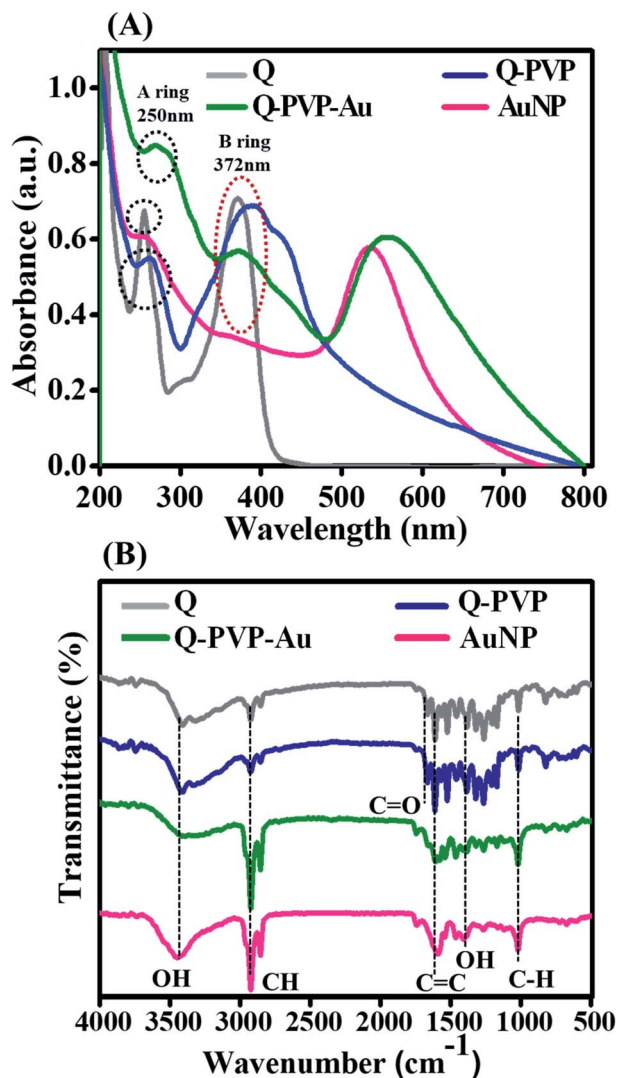 (A)
Q
Q-PVP
Q-PVP-Au
AuNP
A ring
250nm
B ring
372nm
1.0
0.8
0.6
0.4
0.2
0.0
Absorbance (a.u.)
200 300 400 500 600 700 800
Wavelength (nm)
(B)
Q
Q-PVP
Q-PVP-Au
AuNP
Transmittance (%)
C=O
OH
CH
C=C
OH
C-H
4000 3500 3000 2500 2000 1500 1000 500
Wavenumber (cm-1)